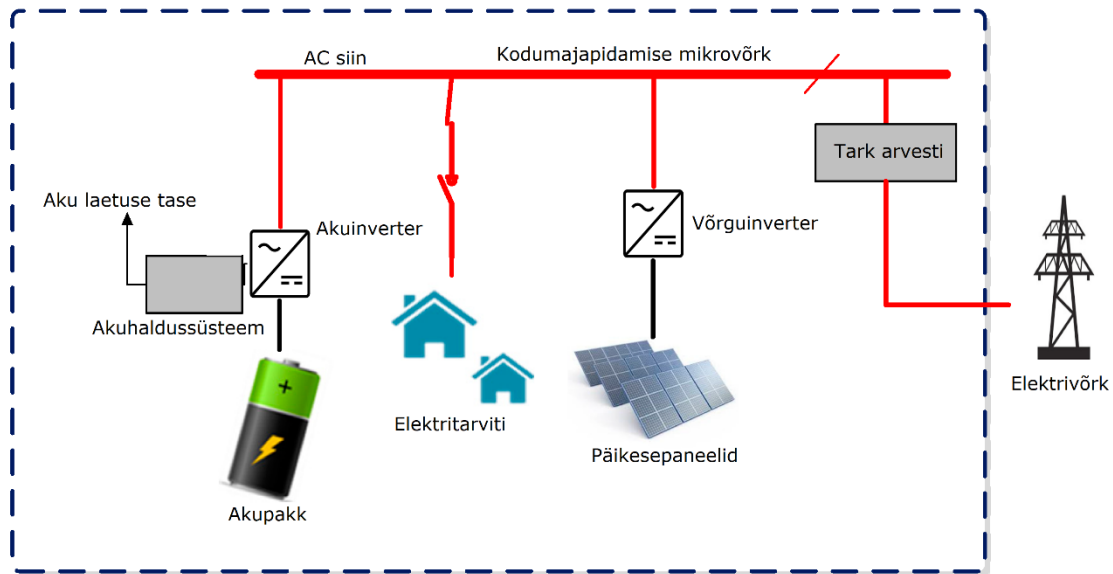 AC siin
Kodumajapidamise mikrovõrk
Tark arvesti
Aku laetuse tase
Akuinverter
Võrguinverter
Akuhaldussüsteem
Elektrivõrk
Elektritarviti
Päikesepaneelid
Akupakk